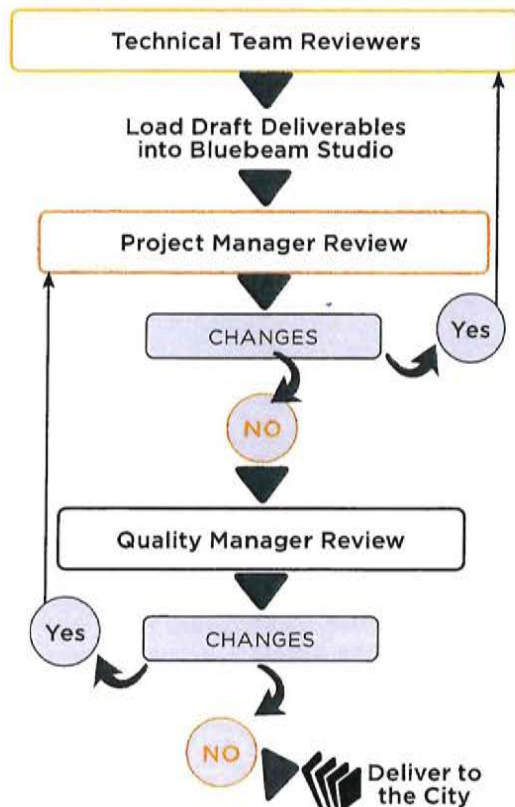 Technical Team Reviewers
Load Draft Deliverables
into Bluebeam Studio
Project Manager Review
CHANGES
Yes
NO
Quality Manager Review
Yes
CHANGES
NO
Deliver to
the City